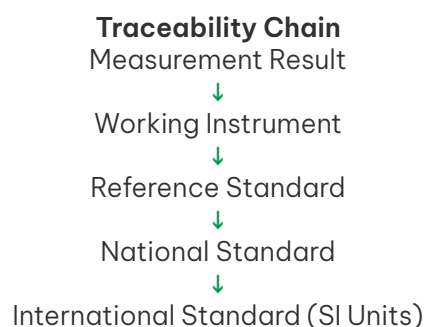 Traceability Chain
Measurement Result
↓
Working Instrument
↓
Reference Standard
↓
National Standard
↓
International Standard (SI Units)